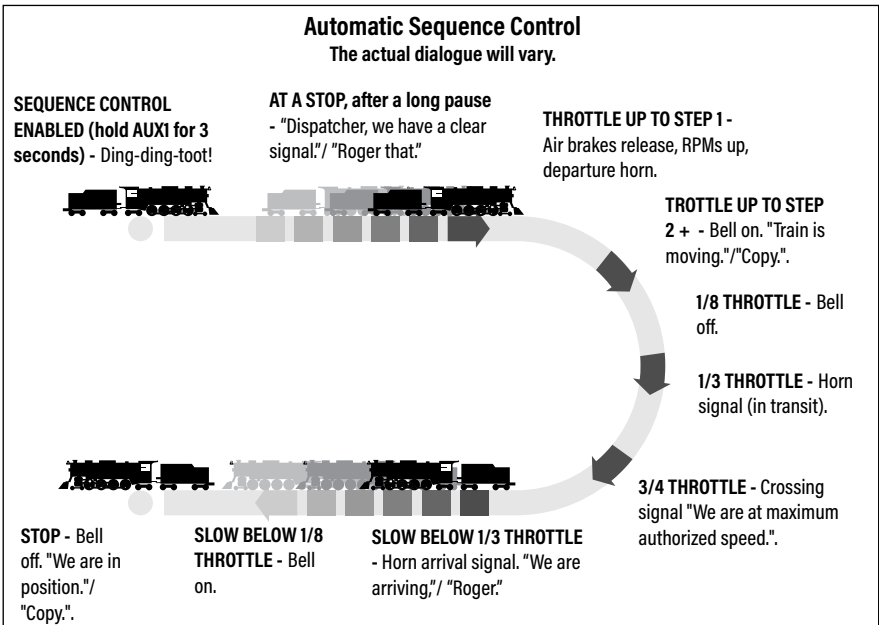 Automatic Sequence Control
The actual dialogue will vary.
SEQUENCE CONTROL
ENABLED (hold AUX1 for 3
seconds) - Ding-ding-toot!
AT A STOP, after a long pause
- “Dispatcher, we have a clear
signal.”/ “Roger that.”
THROTTLE UP TO STEP 1 -
Air brakes release, RPMs up,
departure horn.
TROTTLE UP TO STEP
2 + - Bell on. "Train is
moving."/"Copy.".
1/8 THROTTLE - Bell
off.
1/3 THROTTLE - Horn
signal (in transit).
3/4 THROTTLE - Crossing
signal "We are at maximum
authorized speed.".
SLOW BELOW 1/3 THROTTLE
- Horn arrival signal. “We are
arriving,”/ “Roger.”
SLOW BELOW 1/8
THROTTLE - Bell
on.
STOP - Bell
off. "We are in
position."/
"Copy.".